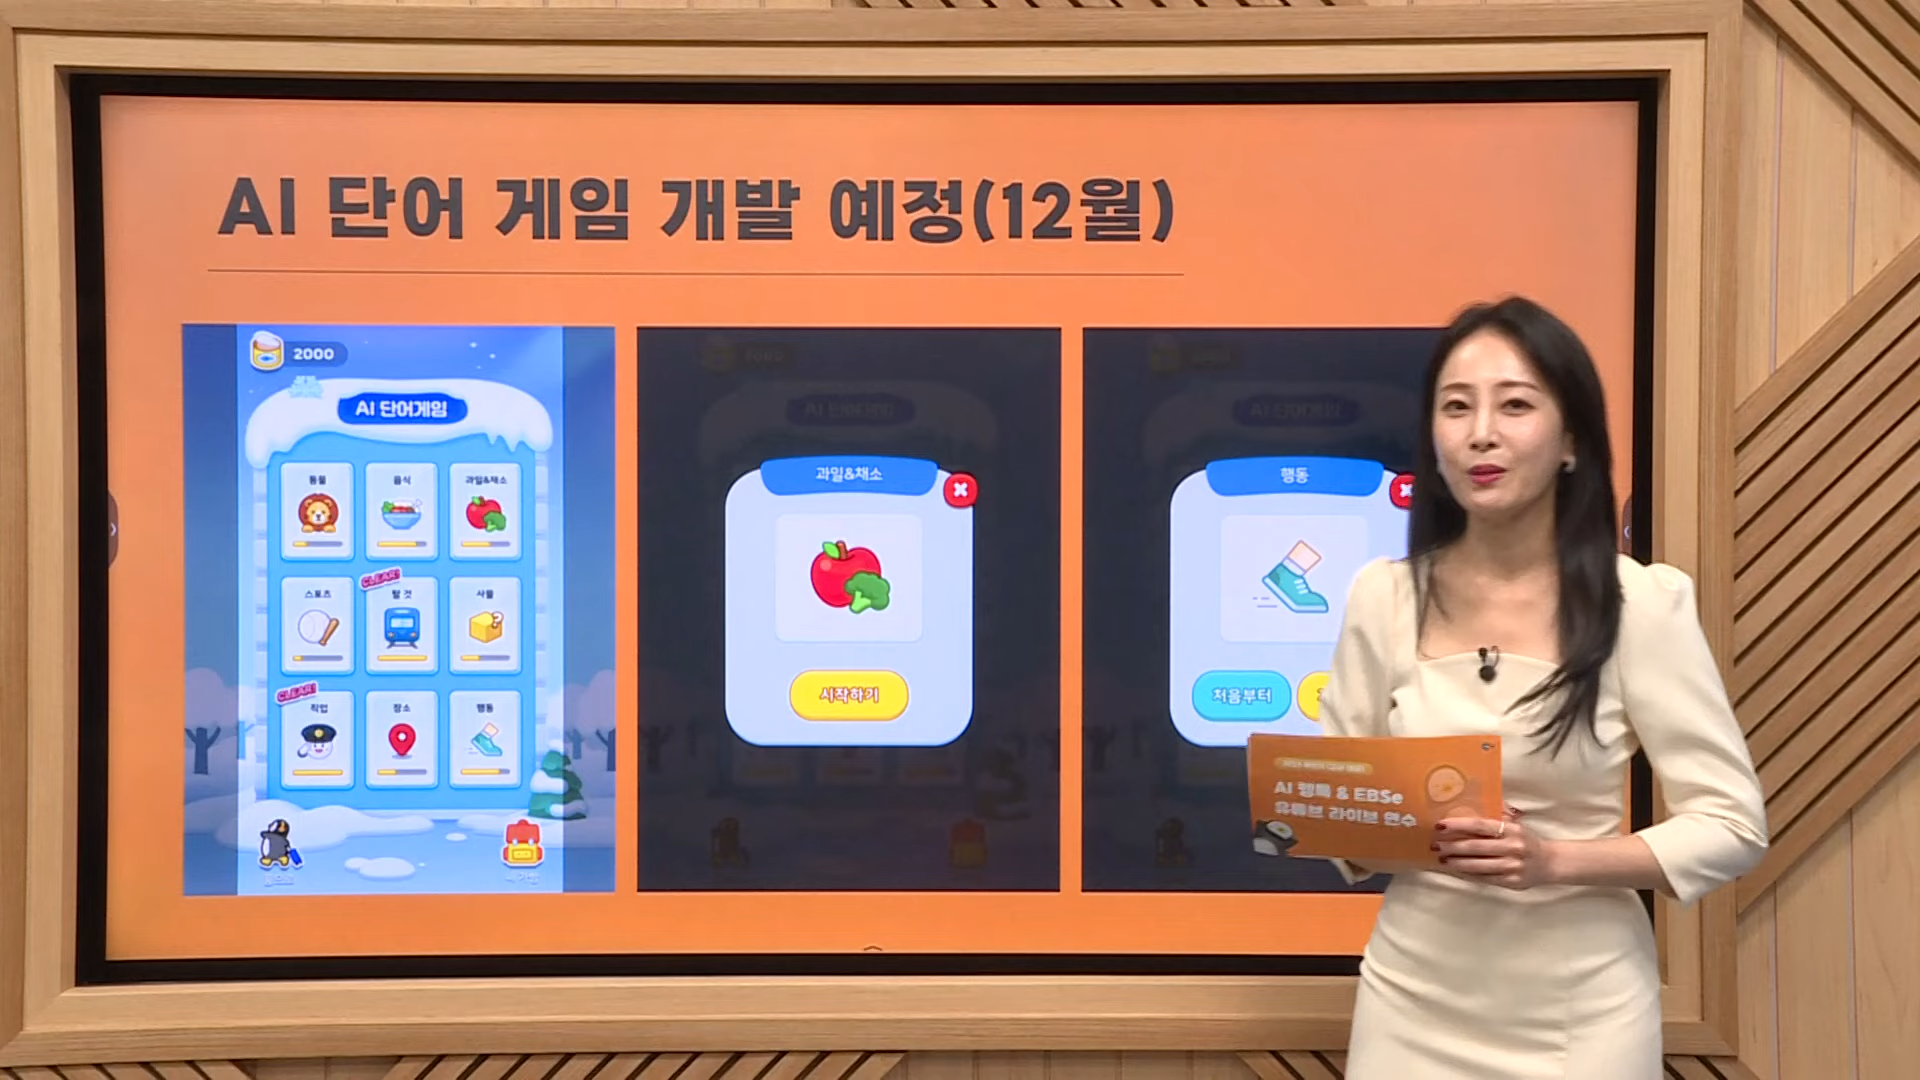 AI 단어 게임 개발 예정(12월)
2000
AI 단어게임
동물
음식
과일&채소
스포츠
CLEAR!
탈 것
사물
CLEAR!
직업
장소
행동
과일&채소
시작하기
행동
처음부터
AI 펭톡 & EBSe
유튜브 라이브 연수